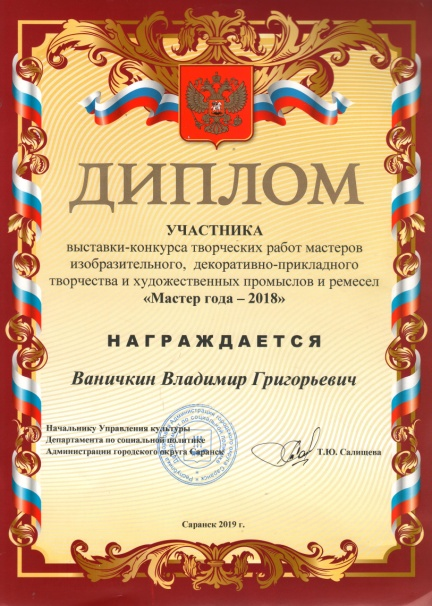 ДИПЛОМ
УЧАСТНИКА
выставки-конкурса творческих работ мастеров
изобразительного, декоративно-прикладного
творчества и художественных промыслов и ремесел
«Мастер года – 2018»
НАГРАЖДАЕТСЯ
Ваничкин Владимир Григорьевич
Начальнику Управления культуры
Департамента по социальной политике
Администрации городского округа Саранск
Т.Ю. Салищева
Саранск 2019 г.